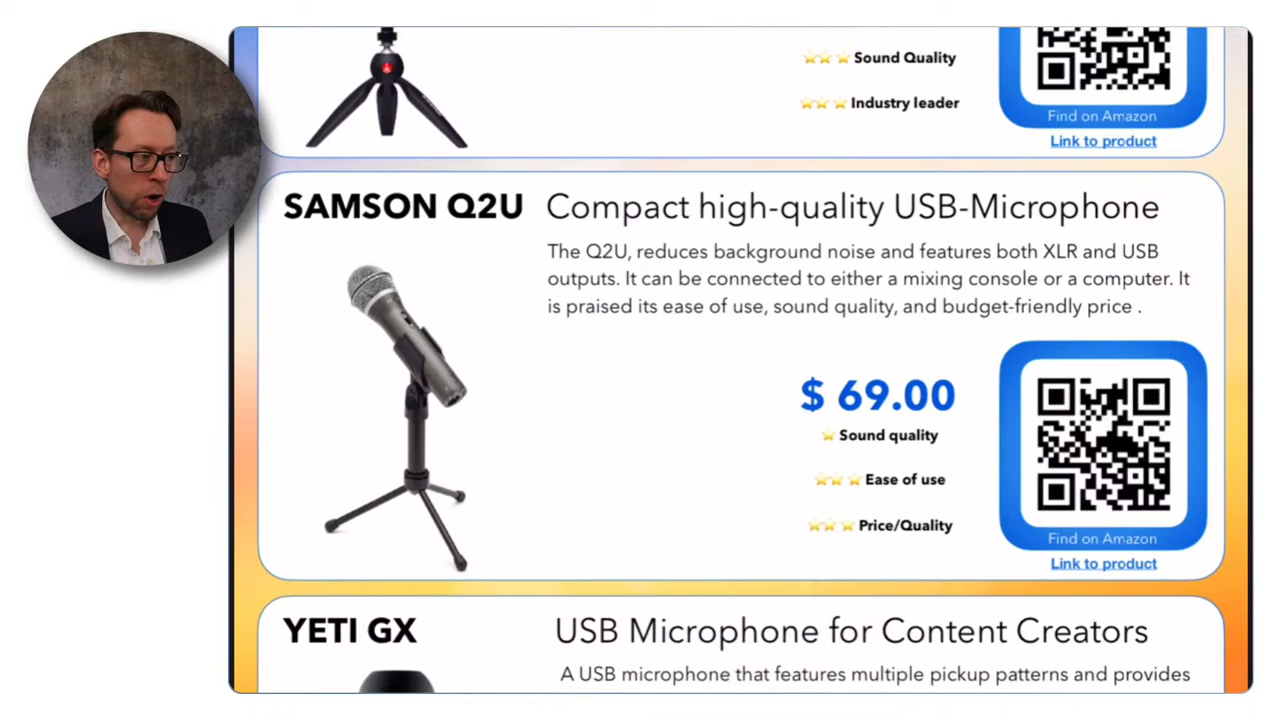 Sound Quality
Industry leader
Find on Amazon
Link to product
SAMSON Q2U
Compact high-quality USB-Microphone
The Q2U, reduces background noise and features both XLR and USB
outputs. It can be connected to either a mixing console or a computer. It
is praised its ease of use, sound quality, and budget-friendly price .
$ 69.00
Sound quality
Ease of use
Price/Quality
Find on Amazon
Link to product
YETI GX
USB Microphone for Content Creators
A USB microphone that features multiple pickup patterns and provides